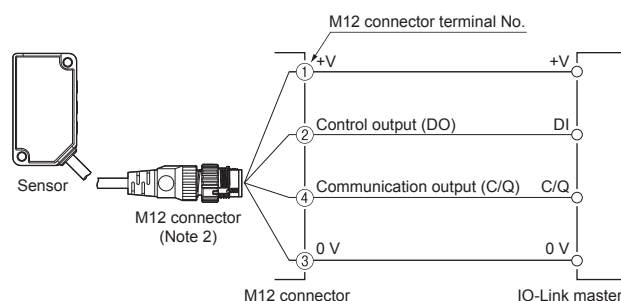 M12 connector terminal No.
1 +V +V
2 Control output (DO) DI
Sensor
4 Communication output (C/Q) C/Q
M12 connector
(Note 2)
3 0 V 0 V
M12 connector IO-Link master